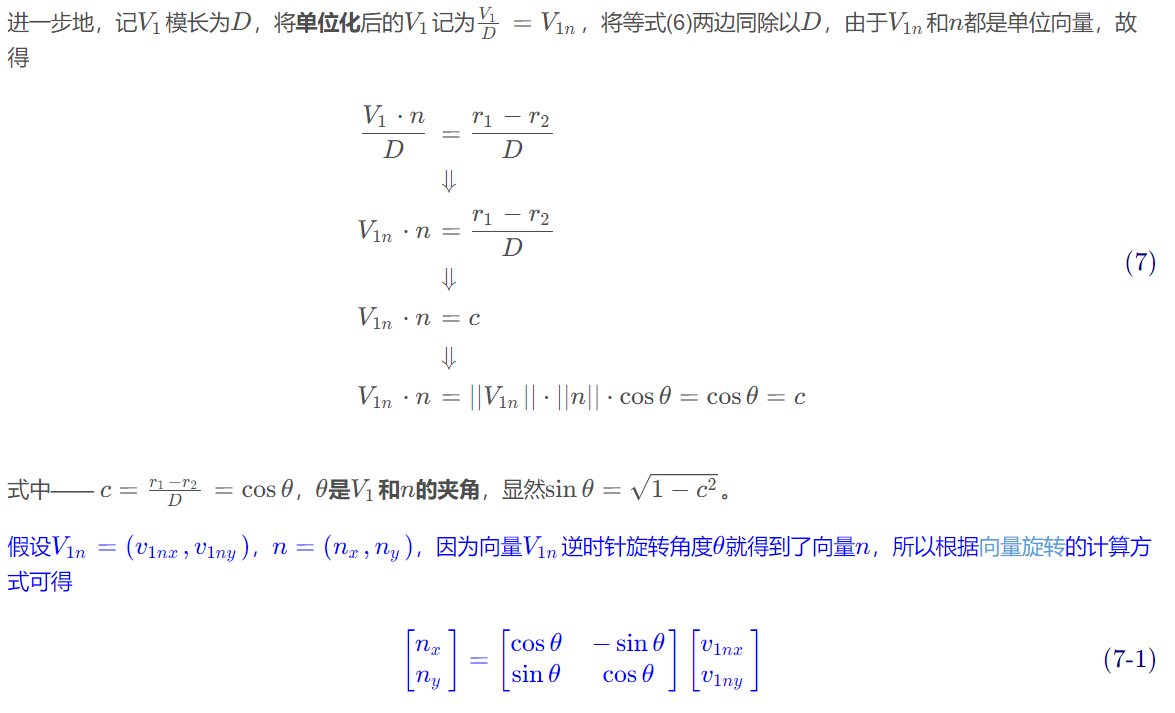 进一步地，记$V_1$模长为$D$，将单位化后的$V_1$记为$\frac{V_1}{D} = V_{1n}$，将等式(6)两边同除以$D$，由于$V_{1n}$和$n$都是单位向量，故
得
$\frac{V_1 \cdot n}{D} = \frac{r_1 - r_2}{D}$
$\Downarrow$
$V_{1n} \cdot n = \frac{r_1 - r_2}{D}$
$\Downarrow$
(7)
$V_{1n} \cdot n = c$
$\Downarrow$
$V_{1n} \cdot n = ||V_{1n}|| \cdot ||n|| \cdot \cos\theta = \cos\theta = c$
式中—— $c = \frac{r_1 - r_2}{D} = \cos\theta$，$\theta$是$V_1$和$n$的夹角，显然$\sin\theta = \sqrt{1 - c^2}$。
假设$V_{1n} = (v_{1nx}, v_{1ny})$，$n = (n_x, n_y)$，因为向量$V_{1n}$逆时针旋转角度$\theta$就得到了向量$n$，所以根据向量旋转的计算方
式可得
$\begin{bmatrix} n_x \\ n_y \end{bmatrix} = \begin{bmatrix} \cos\theta & -\sin\theta \\ \sin\theta & \cos\theta \end{bmatrix} \begin{bmatrix} v_{1nx} \\ v_{1ny} \end{bmatrix}$ (7-1)